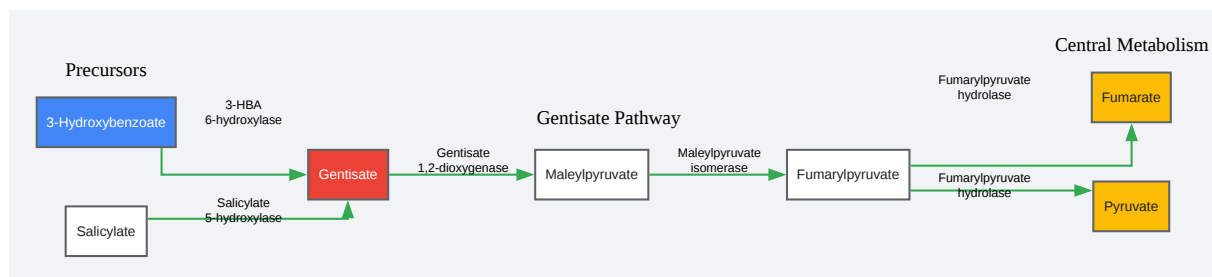 Central Metabolism
Precursors
Fumarylpyruvate
hydrolase
Fumarate
3-Hydroxybenzoate
3-HBA
6-hydroxylase
Gentisate Pathway
Gentisate
Gentisate
1,2-dioxygenase
Maleylpyruvate
Maleylpyruvate
isomerase
Fumarylpyruvate
Fumarylpyruvate
hydrolase
Pyruvate
Salicylate
5-hydroxylase
Salicylate